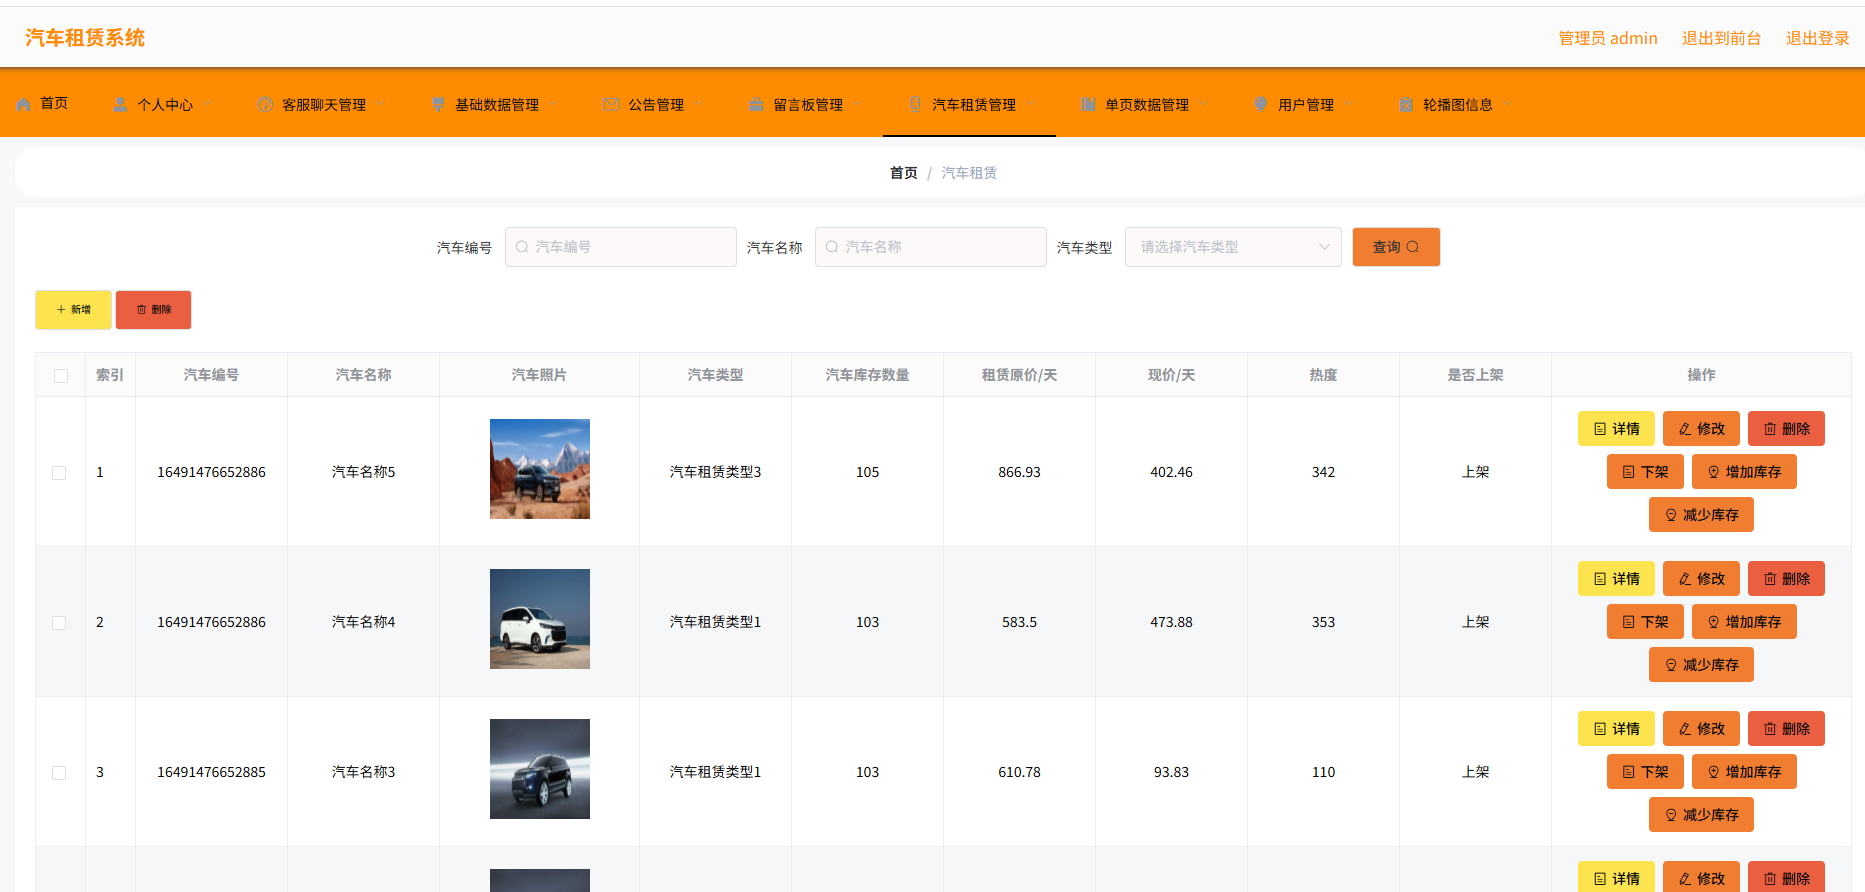 汽车租赁系统
管理员 admin 退出到前台 退出登录
首页 个人中心 客服聊天管理 基础数据管理 公告管理 留言板管理 汽车租赁管理 单页数据管理 用户管理 轮播图信息
首页 / 汽车租赁
汽车编号 汽车编号 汽车名称 汽车名称 汽车类型 请选择汽车类型 查询
新增 删除
索引 汽车编号 汽车名称 汽车照片 汽车类型 汽车库存数量 租赁原价/天 现价/天 热度 是否上架 操作
1 16491476652886 汽车名称5 汽车租赁类型3 105 866.93 402.46 342 上架
详情 修改 删除
下架 增加库存
减少库存
2 16491476652886 汽车名称4 汽车租赁类型1 103 583.5 473.88 353 上架
详情 修改 删除
下架 增加库存
减少库存
3 16491476652885 汽车名称3 汽车租赁类型1 103 610.78 93.83 110 上架
详情 修改 删除
下架 增加库存
减少库存
详情 修改 删除